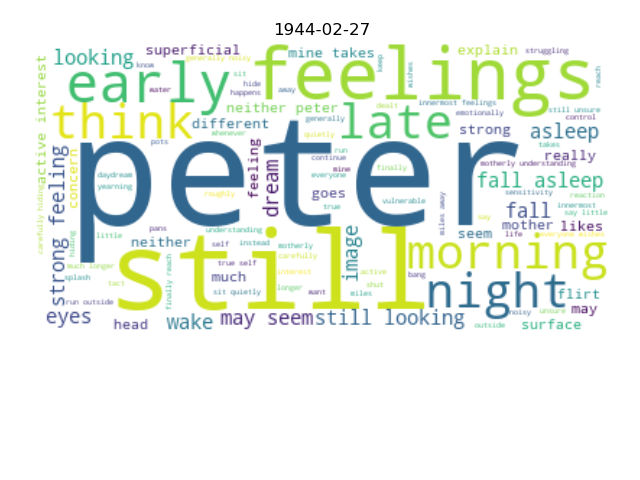 1944-02-27
looking
superficial
generally noisy
mine takes
explain
struggling
know
sit
hide
happens
away
keep
wishes
reach
early
feelings
water
active interest
neither peter
dealt
innermost feelings
still unsure
think
different
generally
late
emotionally
control
whenever
strong
asleep
pots
quietly
takes
concern
feeling
run
continue
really
mine
finally
motherly understanding
daydream
yearning
peter
fall asleep
dream
roughly
goes
vulnerable
sensitivity
reaction
true
miles away
innermost
say
say little
strong feeling
carefully hiding
hiding
little
understanding
fall
mother
likes
neither
self
instead
motherly
seem
life
everyone wishes
true self
carefully
image
still
morning
much longer
splash
tact
much
interest
active
bang
sit quietly
longer
want
shut
miles
night
flirt
finally reach
run outside
may
eyes
head
wake
may seem
still looking
noisy
unsure
outside
surface
everyone